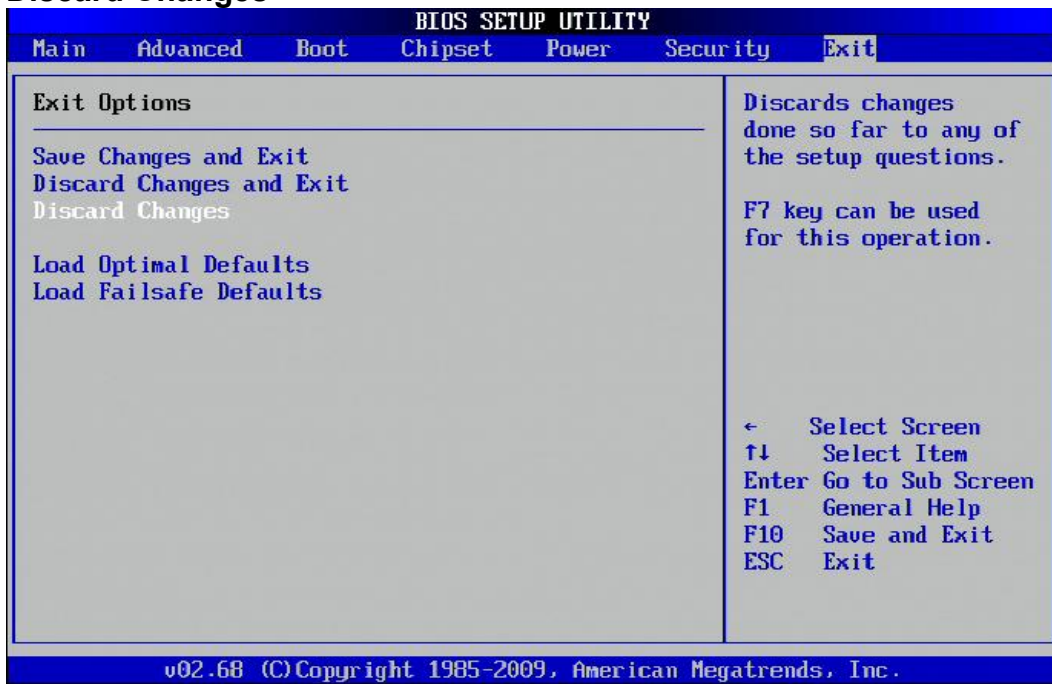 Discard Changes
BIOS SETUP UTILITY
Main Advanced Boot Chipset Power Security Exit
Exit Options
Save Changes and Exit
Discard Changes and Exit
Discard Changes
Load Optimal Defaults
Load Failsafe Defaults
Discards changes
done so far to any of
the setup questions.
F7 key can be used
for this operation.
← Select Screen
↑↓ Select Item
Enter Go to Sub Screen
F1 General Help
F10 Save and Exit
ESC Exit
v02.68 (C)Copyright 1985-2009, American Megatrends, Inc.